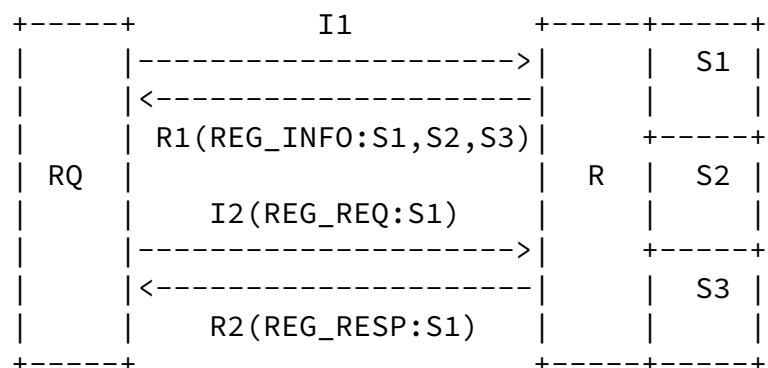 +-----+          I1          +-----+-----+
|     |--------------------->|     |  S1 |
|     |<---------------------|     |     |
|     | R1(REG_INFO:S1,S2,S3)|     +-----+
| RQ  |                      |  R  |  S2 |
|     |    I2(REG_REQ:S1)    |     |     |
|     |--------------------->|     +-----+
|     |<---------------------|     |  S3 |
|     |    R2(REG_RESP:S1)   |     |     |
+-----+                      +-----+-----+